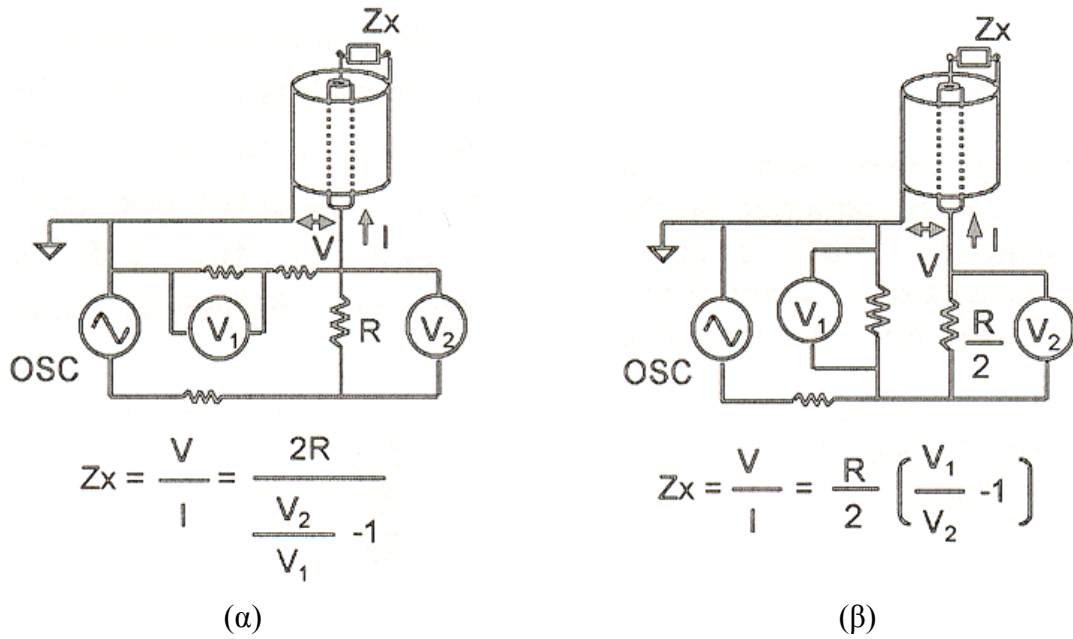 Zx
V
I
V₁
R
V₂
OSC
Zx = V / I = 2R / (V₂ / V₁ -1)
(α)
Zx
V
I
V₁
R / 2
V₂
OSC
Zx = V / I = R / 2 (V₁ / V₂ -1)
(β)